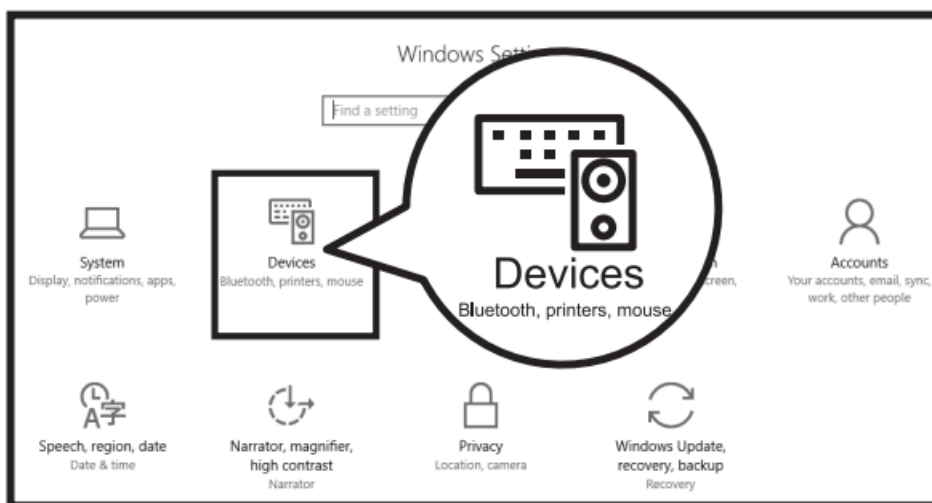 Windows
Find a setting
Devices
Bluetooth, printers, mouse
System
Display, notifications, apps,
power
Devices
Bluetooth, printers, mouse
Accounts
Your accounts, email, sync,
work, other people
Speech, region, date
Date & time
Narrator, magnifier,
high contrast
Narrator
Privacy
Location, camera
Windows Update,
recovery, backup
Recovery